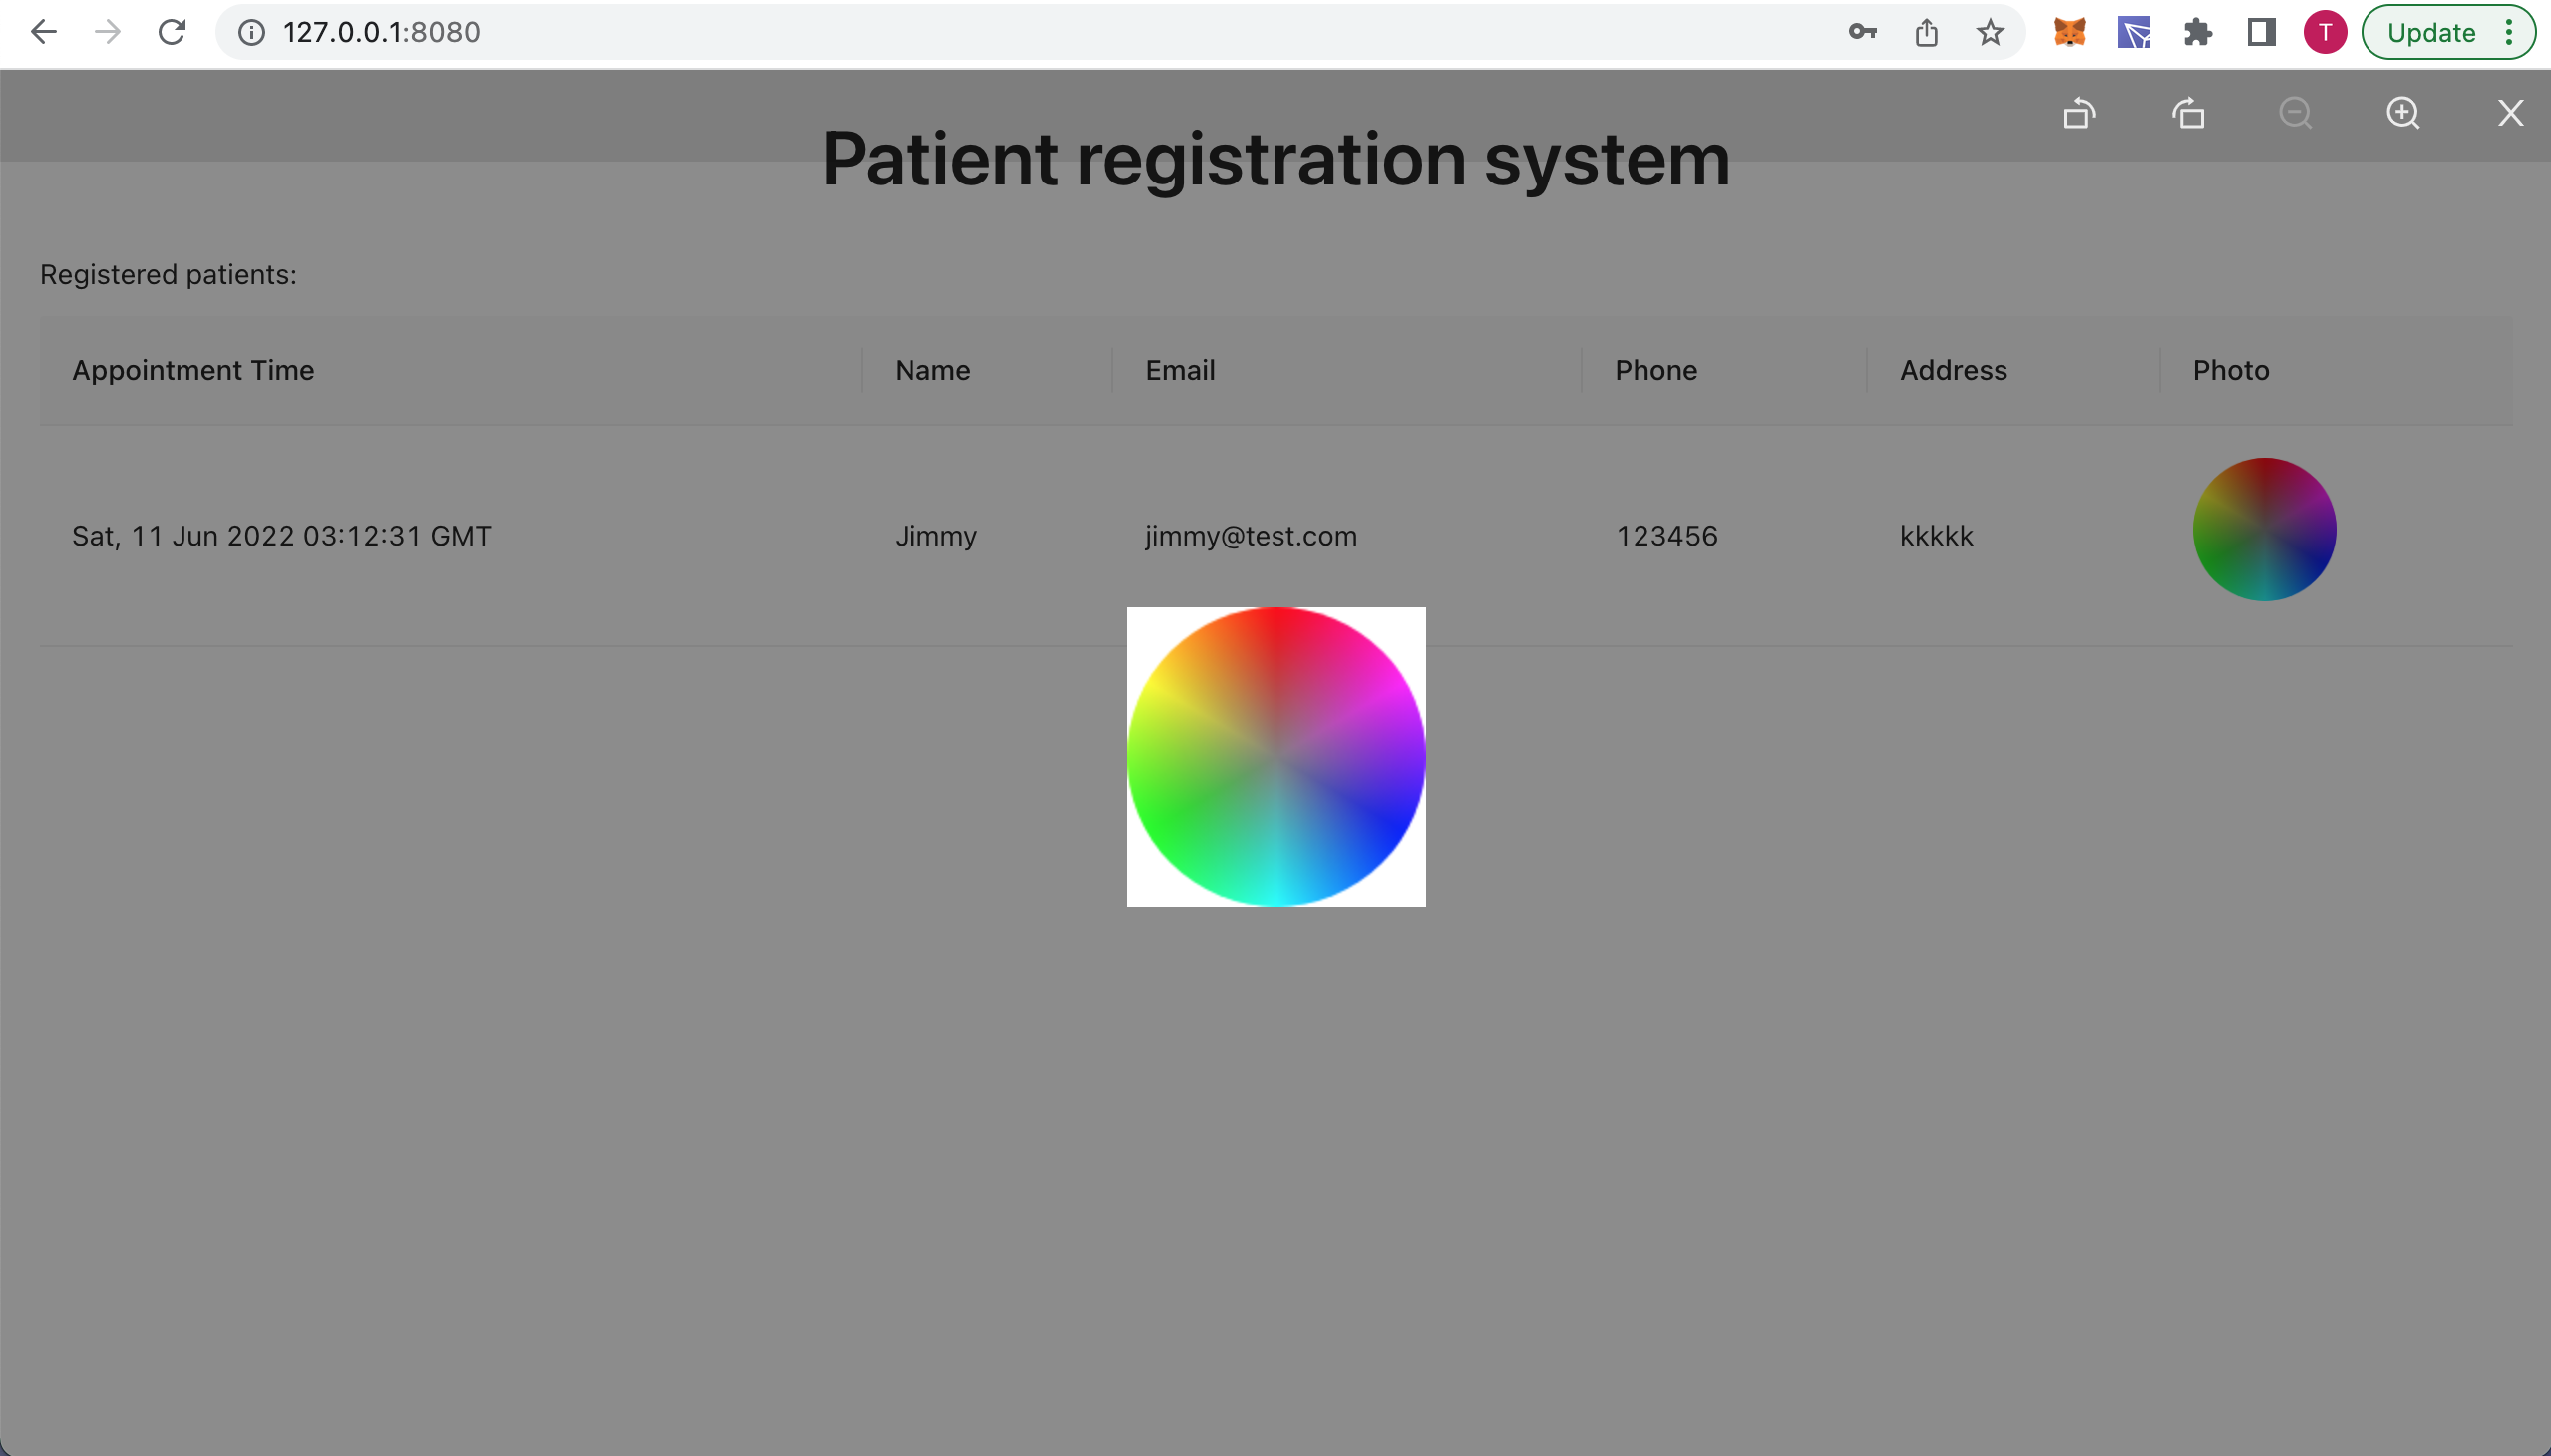 127.0.0.1:8080
T
Update
Patient registration system
Registered patients:
Appointment Time Name Email Phone Address Photo
Sat, 11 Jun 2022 03:12:31 GMT Jimmy jimmy@test.com 123456 kkkkk